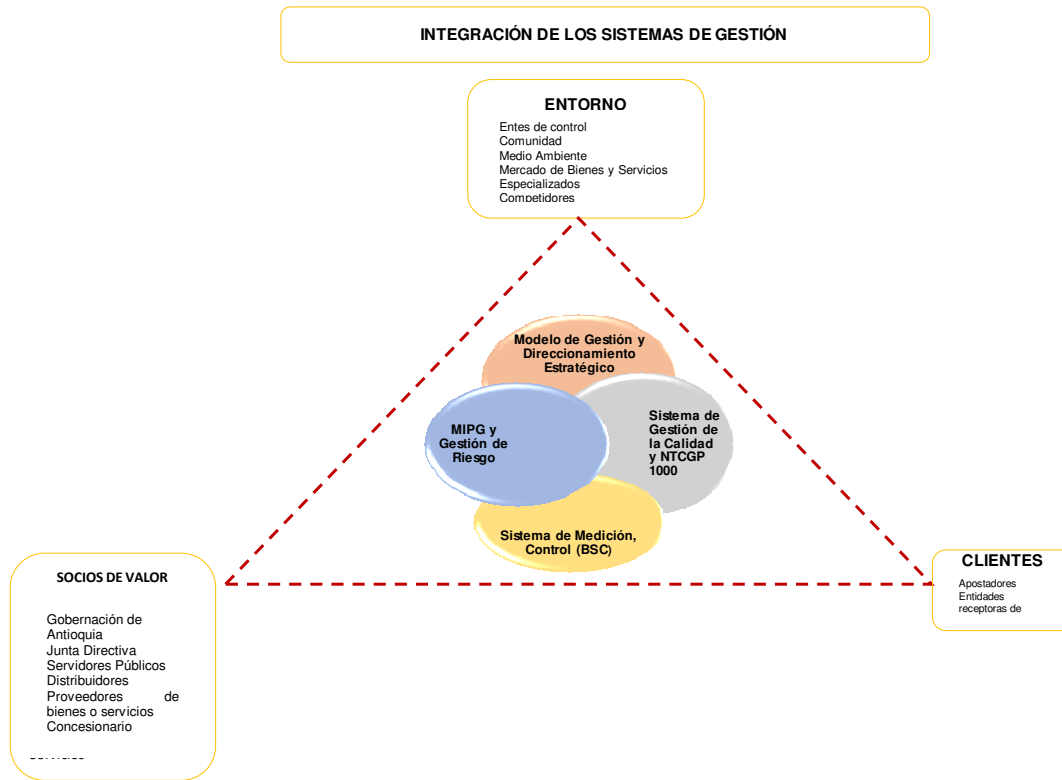 INTEGRACIÓN DE LOS SISTEMAS DE GESTIÓN
ENTORNO
Entes de control
Comunidad
Medio Ambiente
Mercado de Bienes y Servicios
Especializados
Competidores
Modelo de Gestión y
Direccionamiento
Estratégico
MIPG y
Gestión de
Riesgo
Sistema de
Gestión de
la Calidad
y NTCGP
1000
Sistema de Medición,
Control (BSC)
SOCIOS DE VALOR
Gobernación de
Antioquia
Junta Directiva
Servidores Públicos
Distribuidores
Proveedores de
bienes o servicios
Concesionario
CLIENTES
Apostadores
Entidades
receptoras de